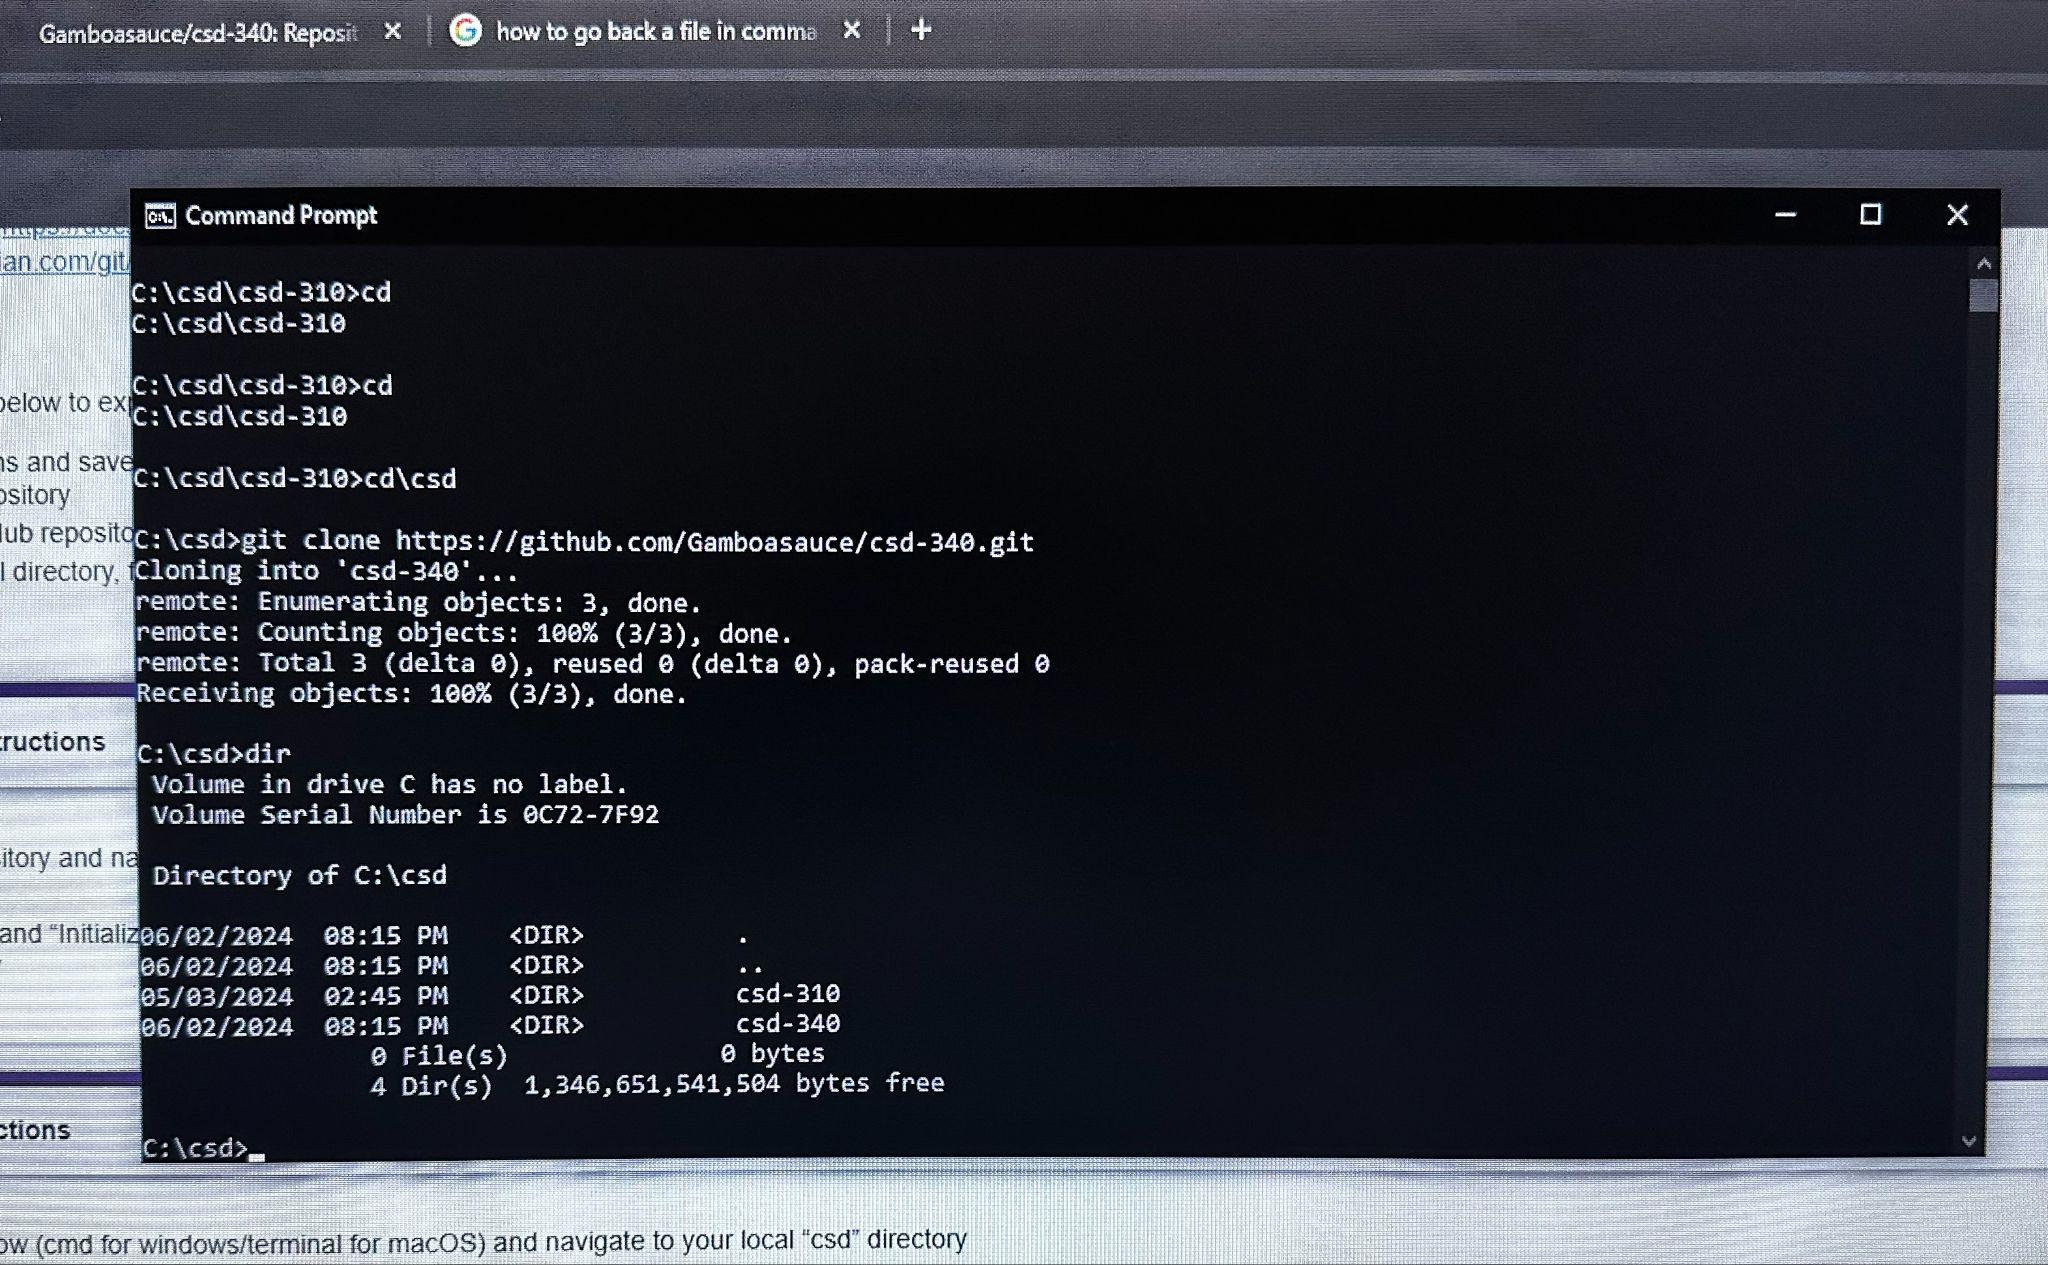 Gamboasauce/csd-340: Reposit
how to go back a file in comma
Command Prompt
an.com/git/
C:\csd\csd-310>cd
C:\csd\csd-310
C:\csd\csd-310>cd
C:\csd\csd-310
below to
and save
C:\csd\csd-310>cd\csd
C:\csd>git clone https://github.com/Gamboasauce/csd-340.git
Cloning into 'csd-340'...
directory,
remote: Enumerating objects: 3, done.
remote: Counting objects: 100% (3/3), done.
remote: Total 3 (delta 0), reused 0 (delta 0), pack-reused 0
Receiving objects: 100% (3/3), done.
ructions
C:\csd>dir
Volume in drive C has no label.
Volume Serial Number is 0C72-7F92
itory and na
Directory of C:\csd
and “Initializ
06/02/2024 08:15 PM <DIR> .
06/02/2024 08:15 PM <DIR> ..
05/03/2024 02:45 PM <DIR> csd-310
06/02/2024 08:15 PM <DIR> csd-340
0 File(s) 0 bytes
4 Dir(s) 1,346,651,541,504 bytes free
ctions
C:\csd>_
ow (cmd for windows/terminal for macOS) and navigate to your local “csd” directory